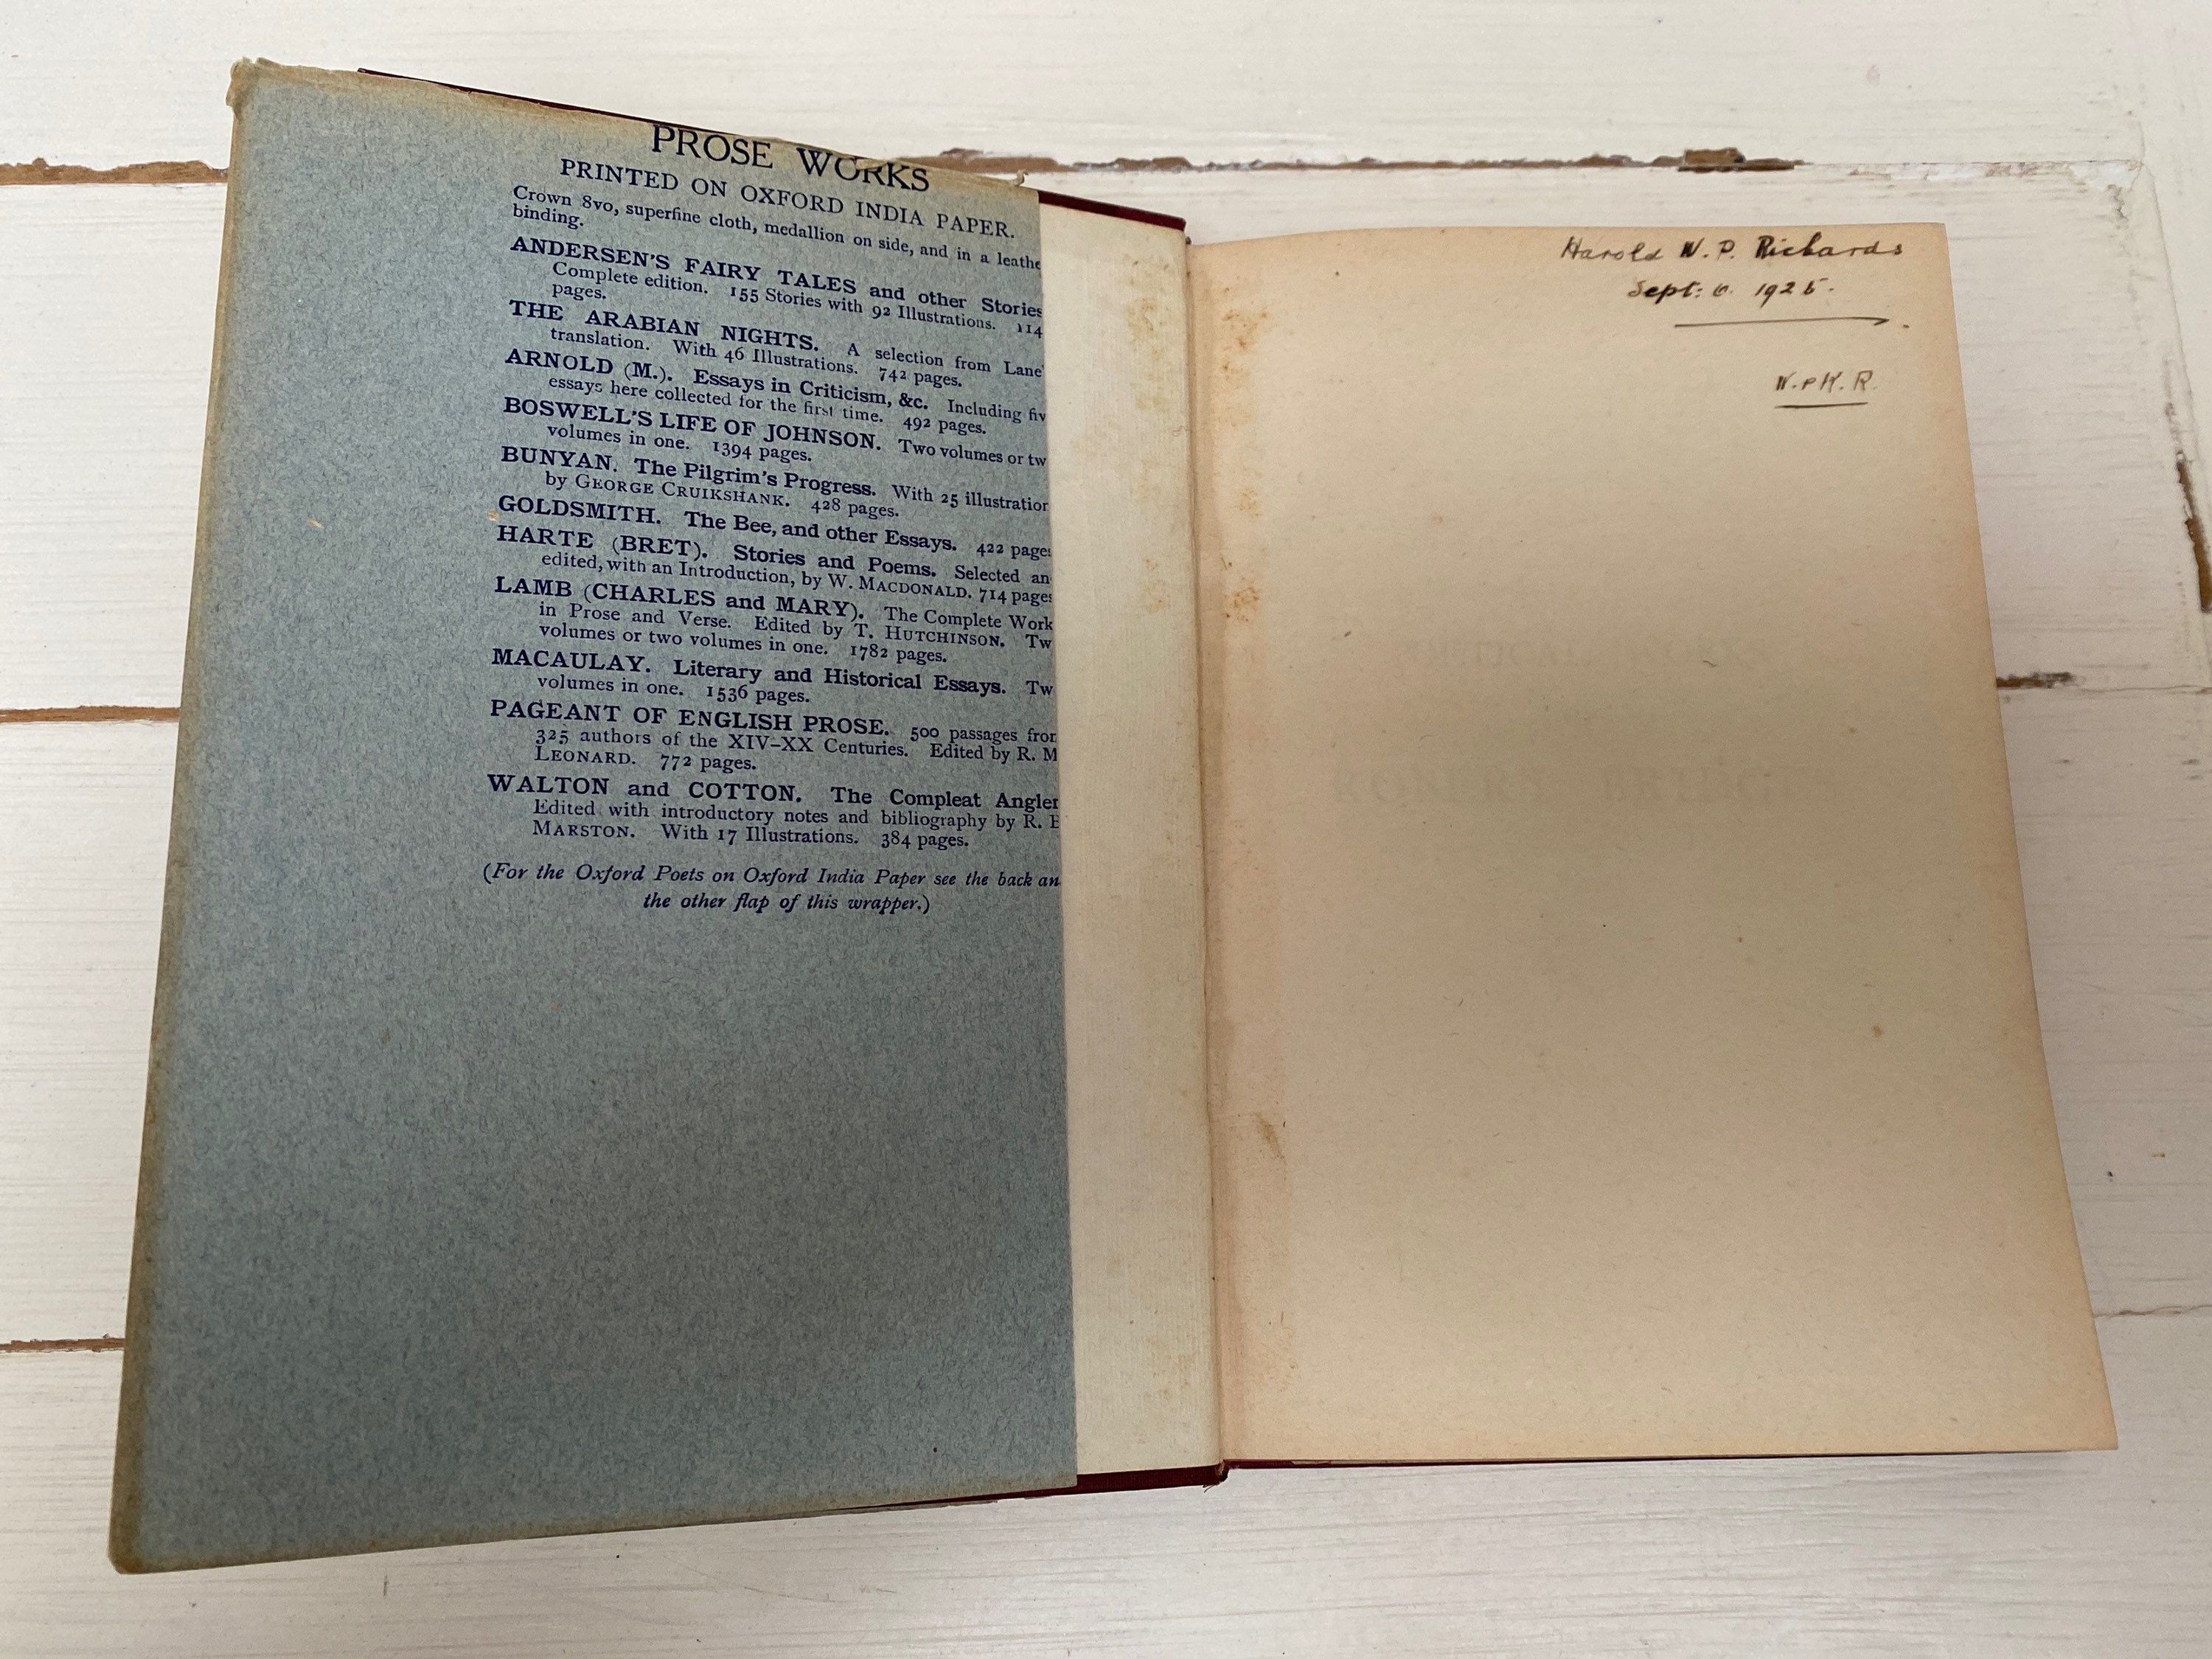 PROSE WORKS
PRINTED ON OXFORD INDIA PAPER.
Crown 8vo, superfine cloth, medallion on side, and in a leathe
binding.
ANDERSEN'S FAIRY TALES and other Stories
Complete edition. 155 Stories with 92 Illustrations. 114
pages.
THE ARABIAN NIGHTS. A selection from Lane'
translation. With 46 Illustrations. 742 pages.
ARNOLD (M.). Essays in Criticism, &c. Including fiv
essays here collected for the first time. 492 pages.
BOSWELL'S LIFE OF JOHNSON. Two volumes or tw
volumes in one. 1394 pages.
BUNYAN. The Pilgrim's Progress. With 25 illustration
by GEORGE CRUIKSHANK. 428 pages.
GOLDSMITH. The Bee, and other Essays. 422 pages
HARTE (BRET). Stories and Poems. Selected an
edited, with an Introduction, by W. MACDONALD. 714 pages
LAMB (CHARLES and MARY). The Complete Work
in Prose and Verse. Edited by T. HUTCHINSON. Tw
volumes or two volumes in one. 1782 pages.
MACAULAY. Literary and Historical Essays. Tw
volumes in one. 1536 pages.
PAGEANT OF ENGLISH PROSE. 500 passages from
325 authors of the XIV–XX Centuries. Edited by R. M
LEONARD. 772 pages.
WALTON and COTTON. The Compleat Angler
Edited with introductory notes and bibliography by R. B
MARSTON. With 17 Illustrations. 384 pages.
(For the Oxford Poets on Oxford India Paper see the back an
the other flap of this wrapper.)
Harold W. P. Richards
Sept: 6. 1925.